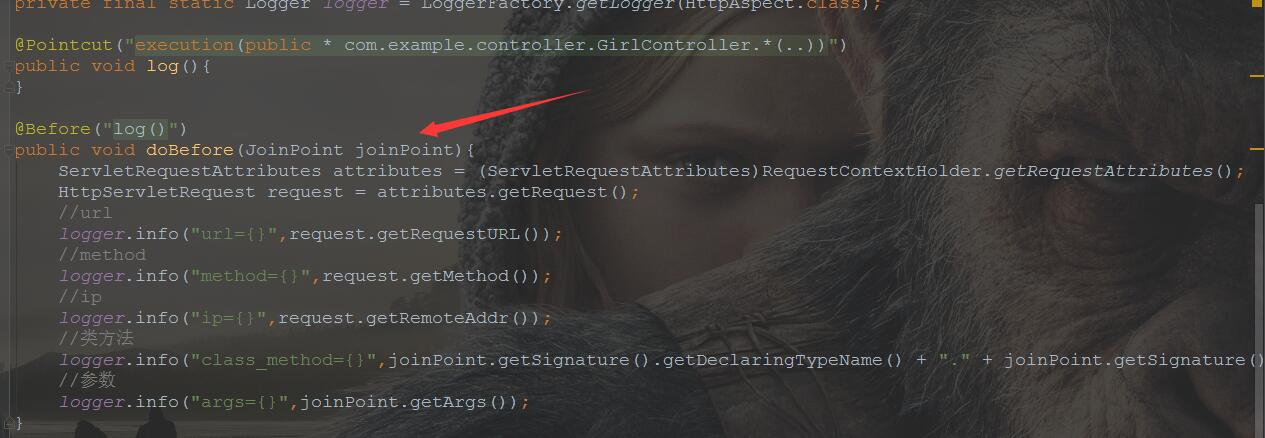 private final static Logger logger = LoggerFactory.getLogger(HttpAspect.class);
@Pointcut("execution(public * com.example.controller.GirlController.*(..))")
public void log(){
}
@Before("log()")
public void doBefore(JoinPoint joinPoint){
ServletRequestAttributes attributes = (ServletRequestAttributes)RequestContextHolder.getRequestAttributes();
HttpServletRequest request = attributes.getRequest();
//url
logger.info("url={}",request.getRequestURL());
//method
logger.info("method={}",request.getMethod());
//ip
logger.info("ip={}",request.getRemoteAddr());
//类方法
logger.info("class_method={}",joinPoint.getSignature().getDeclaringTypeName() + "." + joinPoint.getSignature()
//参数
logger.info("args={}",joinPoint.getArgs());
}